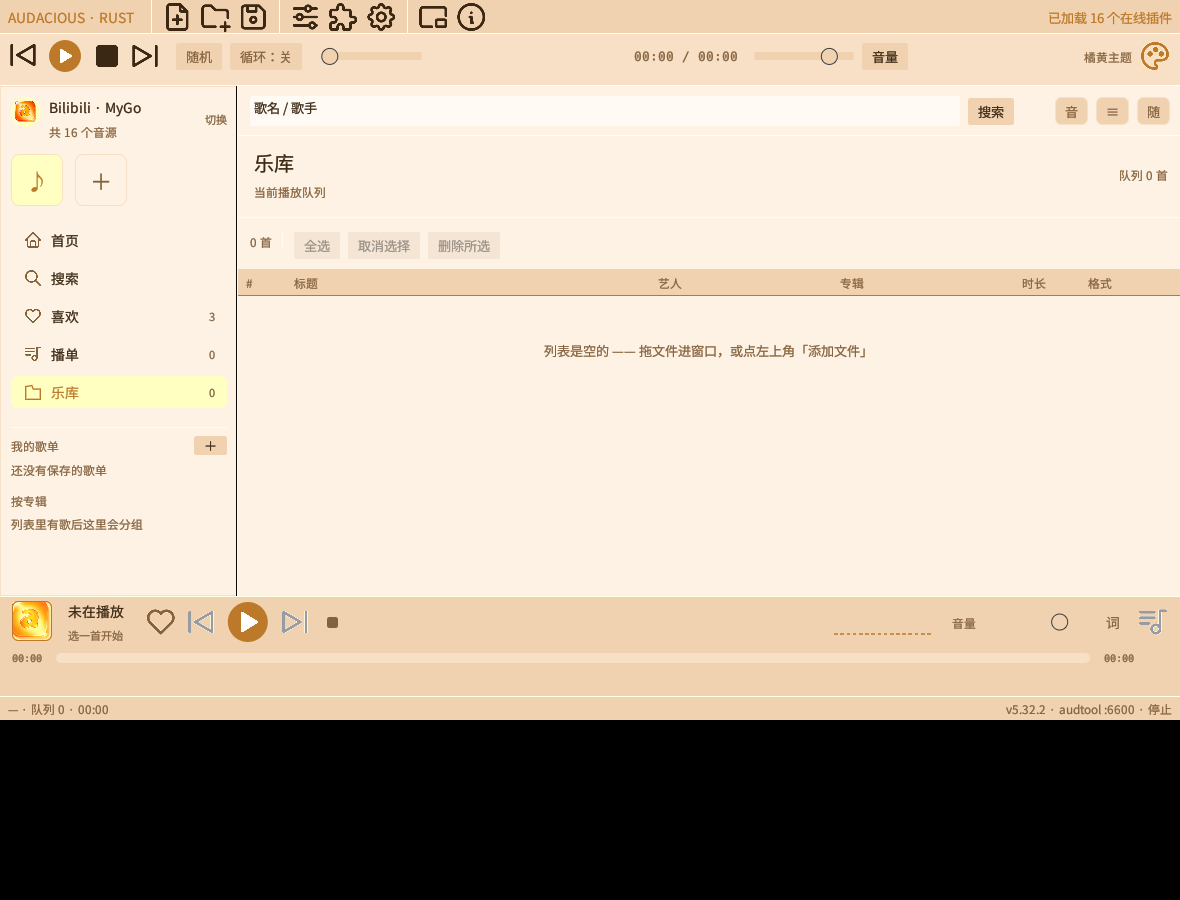 AUDACIOUS · RUST
已加载 16 个在线插件
随机
循环：关
00:00 / 00:00
音量
橘黄主题
Bilibili · MyGo
共 16 个音源
切换
歌名 / 歌手
搜索
音
随
乐库
当前播放队列
队列 0 首
首页
搜索
喜欢 3
播单 0
乐库 0
0 首
全选
取消选择
删除所选
# 标题 艺人 专辑 时长 格式
列表是空的 —— 拖文件进窗口，或点左上角「添加文件」
我的歌单
还没有保存的歌单
按专辑
列表里有歌后这里会分组
未在播放
选一首开始
音量
词
00:00
00:00
— · 队列 0 · 00:00
v5.32.2 · audtool :6600 · 停止